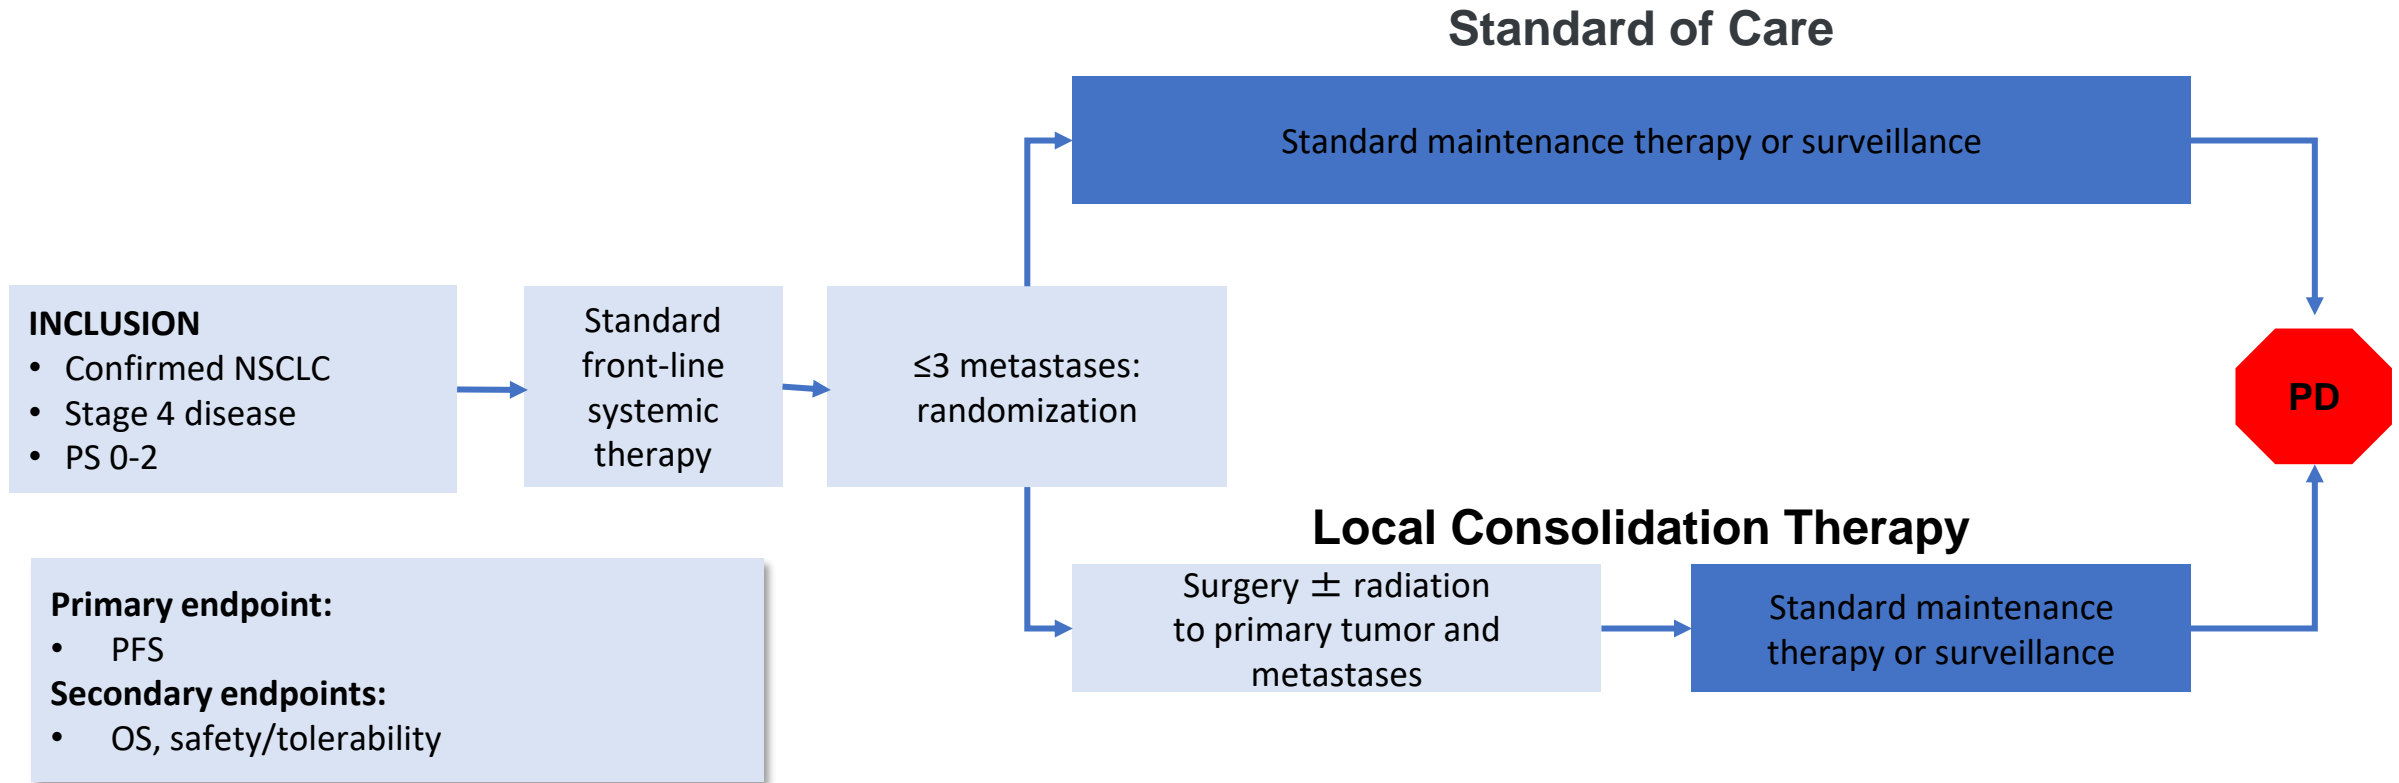 Standard of Care
Standard maintenance therapy or surveillance
INCLUSION
• Confirmed NSCLC
• Stage 4 disease
• PS 0-2
Standard
front-line
systemic
therapy
≤3 metastases:
randomization
PD
Local Consolidation Therapy
Surgery ± radiation
to primary tumor and
metastases
Standard maintenance
therapy or surveillance
Primary endpoint:
• PFS
Secondary endpoints:
• OS, safety/tolerability